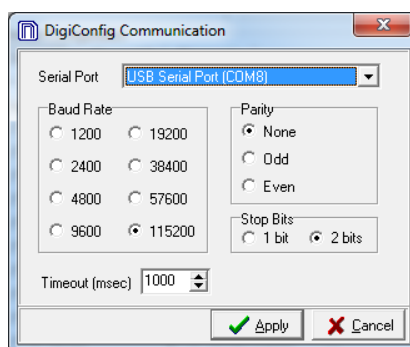 DigiConfig Communication
Serial Port USB Serial Port (COM8)
Baud Rate
1200 19200
2400 38400
4800 57600
9600 115200
Parity
None
Odd
Even
Stop Bits
1 bit 2 bits
Timeout (msec) 1000
Apply Cancel